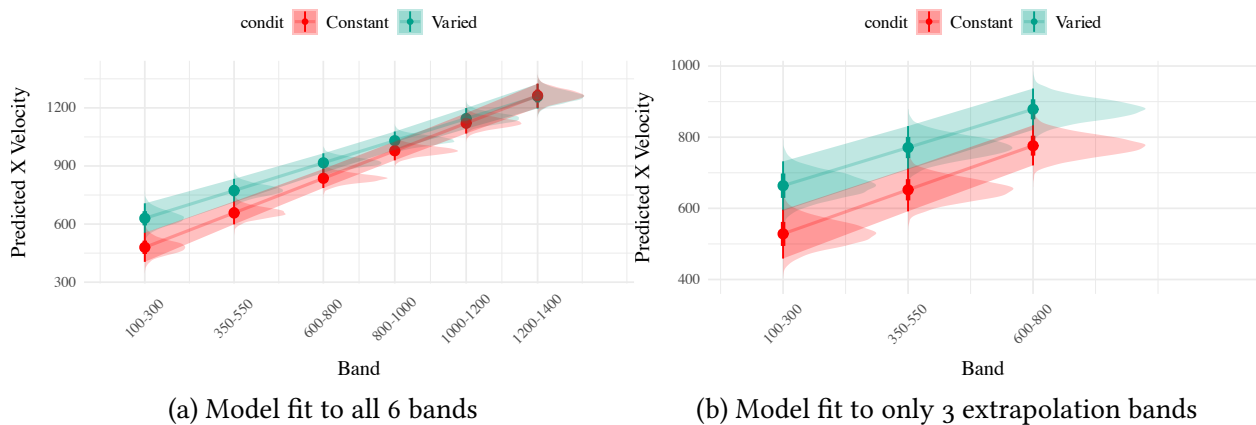 condit Constant Varied
Predicted X Velocity
1200
900
600
300
100-300
350-550
600-800
800-1000
1000-1200
1200-1400
Band
(a) Model fit to all 6 bands
condit Constant Varied
Predicted X Velocity
1000
800
600
400
100-300
350-550
600-800
Band
(b) Model fit to only 3 extrapolation bands